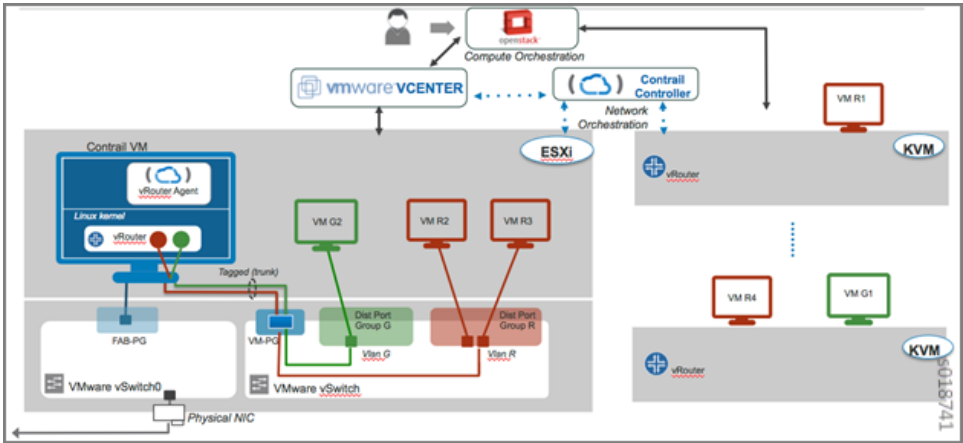 openstack
Compute Orchestration
vmware VCENTER
Contrail
Controller
Network
Orchestration
VM R1
ESXi
KVM
Contrail VM
vRouter Agent
Linux kernel
vRouter
VM G2
VM R2
VM R3
vRouter
Tagged (trunk)
VM R4
VM G1
FAB-PG
VM-PG
Dist Port
Group G
Vlan G
Dist Port
Group R
Vlan R
KVM
vRouter
VMware vSwitch0
VMware vSwitch
Physical NIC
s018741